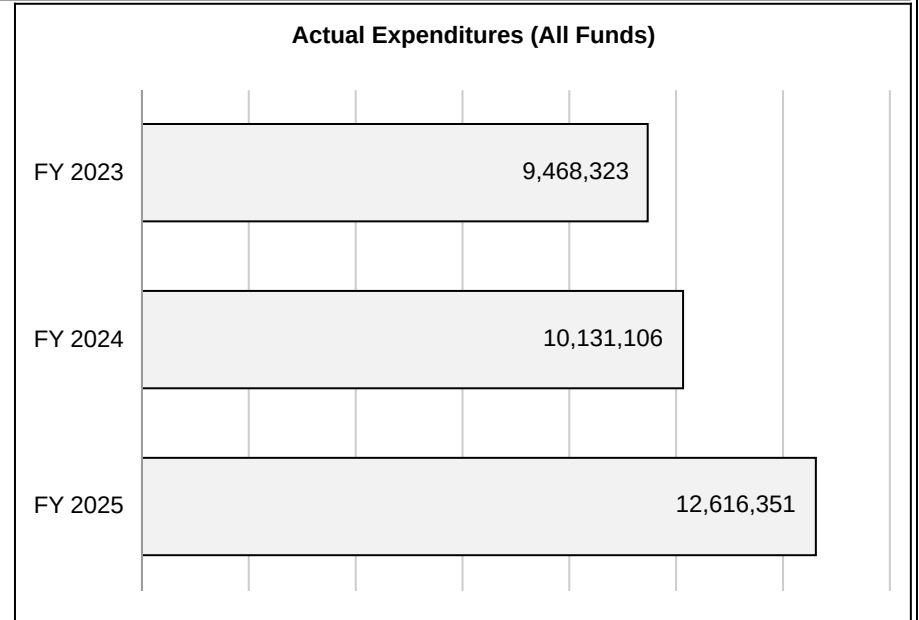 Actual Expenditures (All Funds)
FY 2023
9,468,323
FY 2024
10,131,106
FY 2025
12,616,351